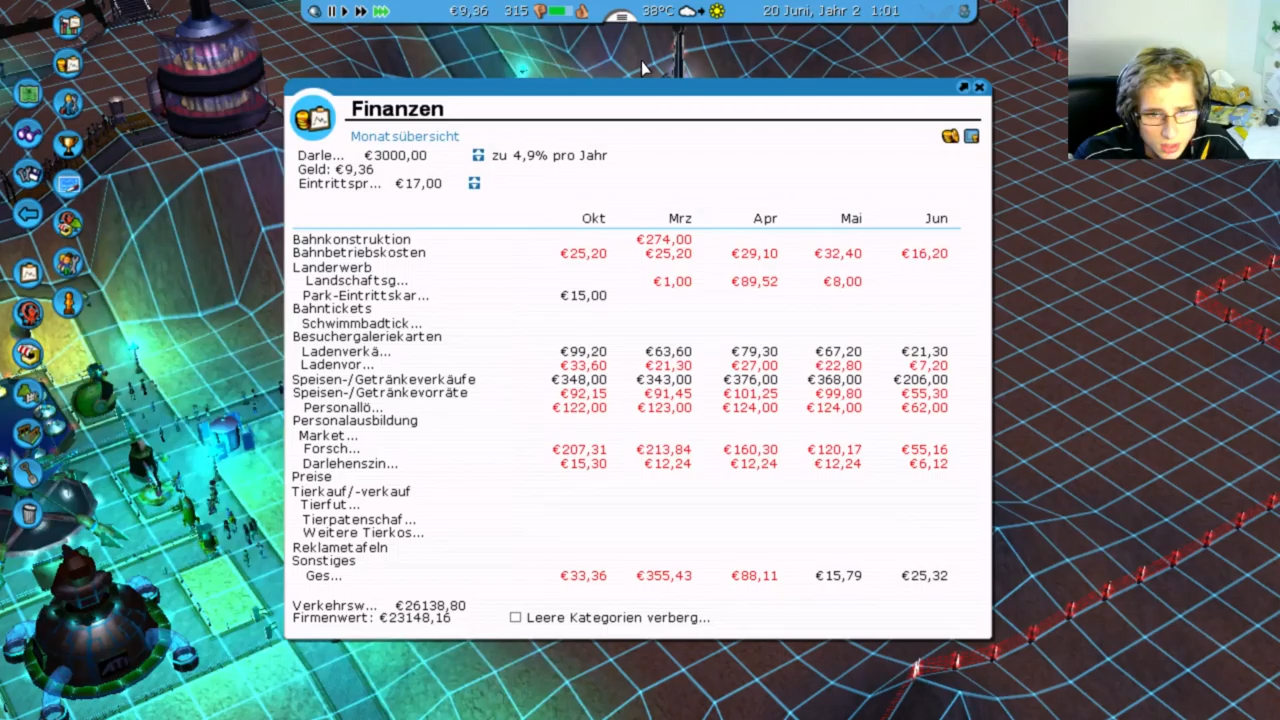 €9,36 315 38°C 20 Juni, Jahr 2 1:01
Finanzen
Monatsübersicht
Darle... €3000,00 zu 4,9% pro Jahr
Geld: €9,36
Eintrittspr... €17,00
Okt Mrz Apr Mai Jun
Bahnkonstruktion €274,00
Bahnbetriebskosten €25,20 €25,20 €29,10 €32,40 €16,20
Landerwerb
Landschaftsg... €1,00 €89,52 €8,00
Park-Eintrittskar... €15,00
Bahntickets
Schwimmbadtick...
Besuchergaleriekarten
Ladenverkä... €99,20 €63,60 €79,30 €67,20 €21,30
Ladenvor... €33,60 €21,30 €27,00 €22,80 €7,20
Speisen-/Getränkeverkäufe €348,00 €343,00 €376,00 €368,00 €206,00
Speisen-/Getränkevorräte €92,15 €91,45 €101,25 €99,80 €55,30
Personallö... €122,00 €123,00 €124,00 €124,00 €62,00
Personalausbildung
Market...
Forsch... €207,31 €213,84 €160,30 €120,17 €55,16
Darlehenszin... €15,30 €12,24 €12,24 €12,24 €6,12
Preise
Tierkauf/-verkauf
Tierfut...
Tierpatenschaf...
Weitere Tierkos...
Reklametafeln
Sonstiges
Ges... €33,36 €355,43 €88,11 €15,79 €25,32
Verkehrsw... €26138,80
Firmenwert: €23148,16 Leere Kategorien verberg...